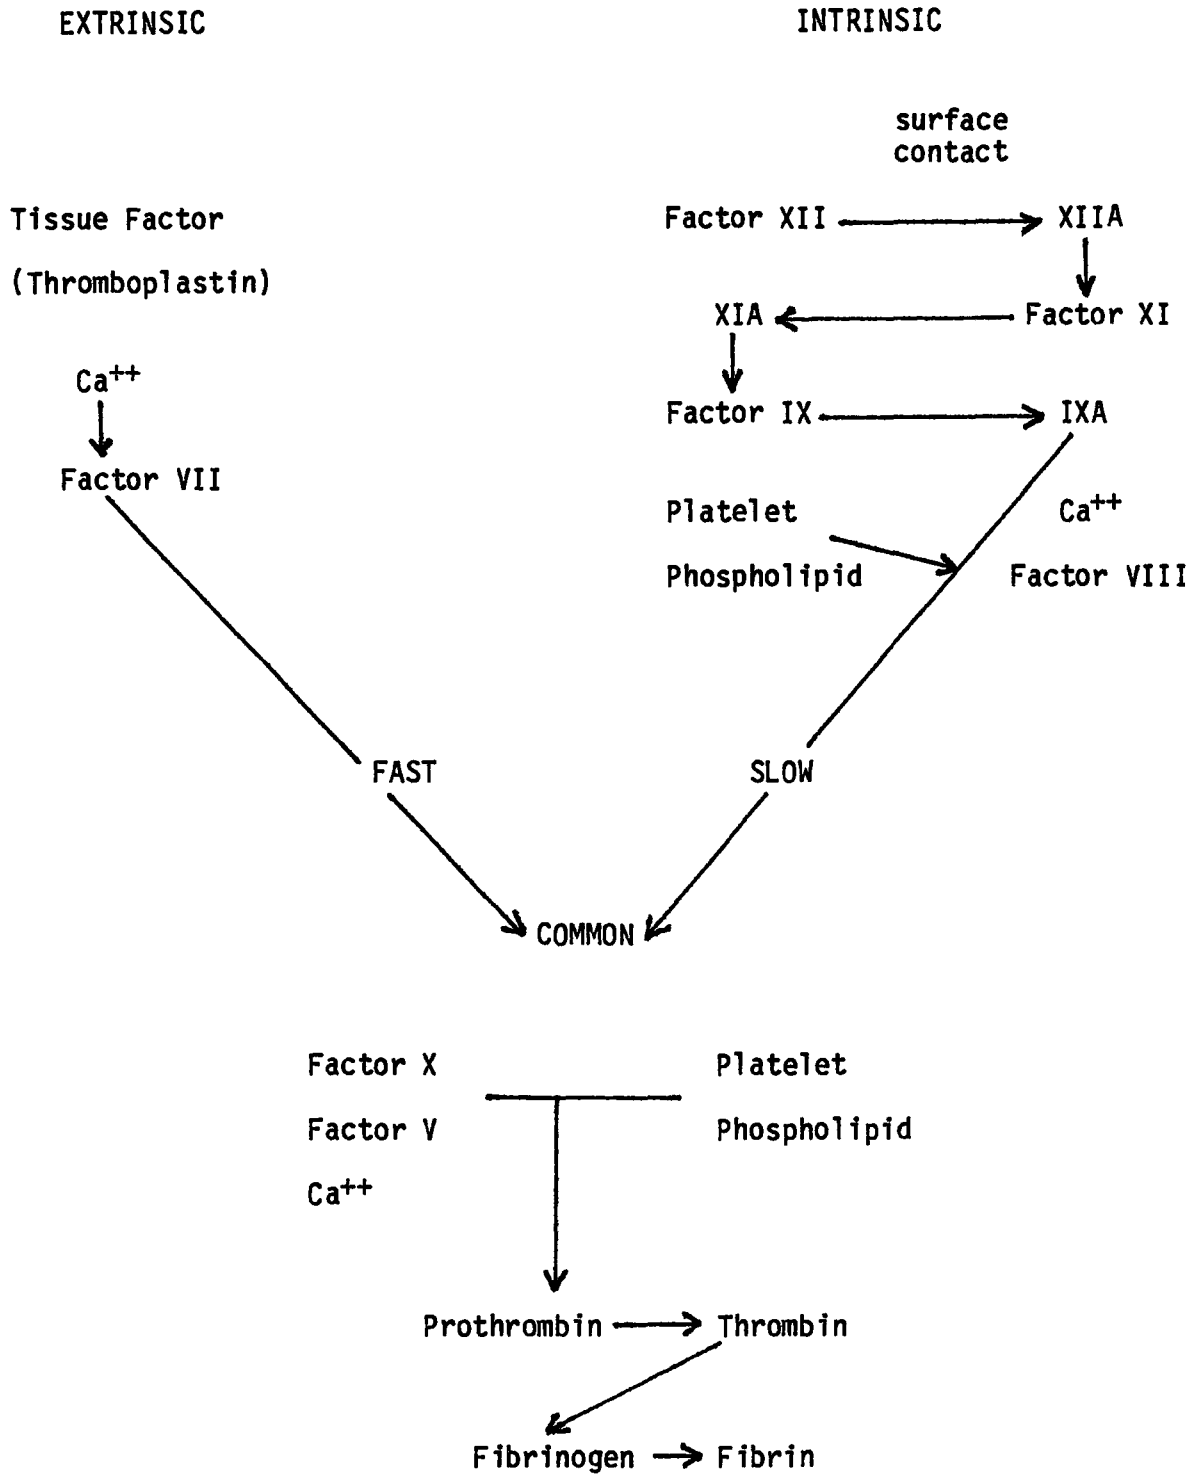 EXTRINSIC
INTRINSIC
surface
contact
Tissue Factor
(Thromboplastin)
Factor XII
XIIA
XIA
Factor XI
Ca++
Factor IX
IXA
Factor VII
Platelet
Ca++
Phospholipid
Factor VIII
FAST
SLOW
COMMON
Factor X
Platelet
Factor V
Phospholipid
Ca++
Prothrombin
Thrombin
Fibrinogen
Fibrin